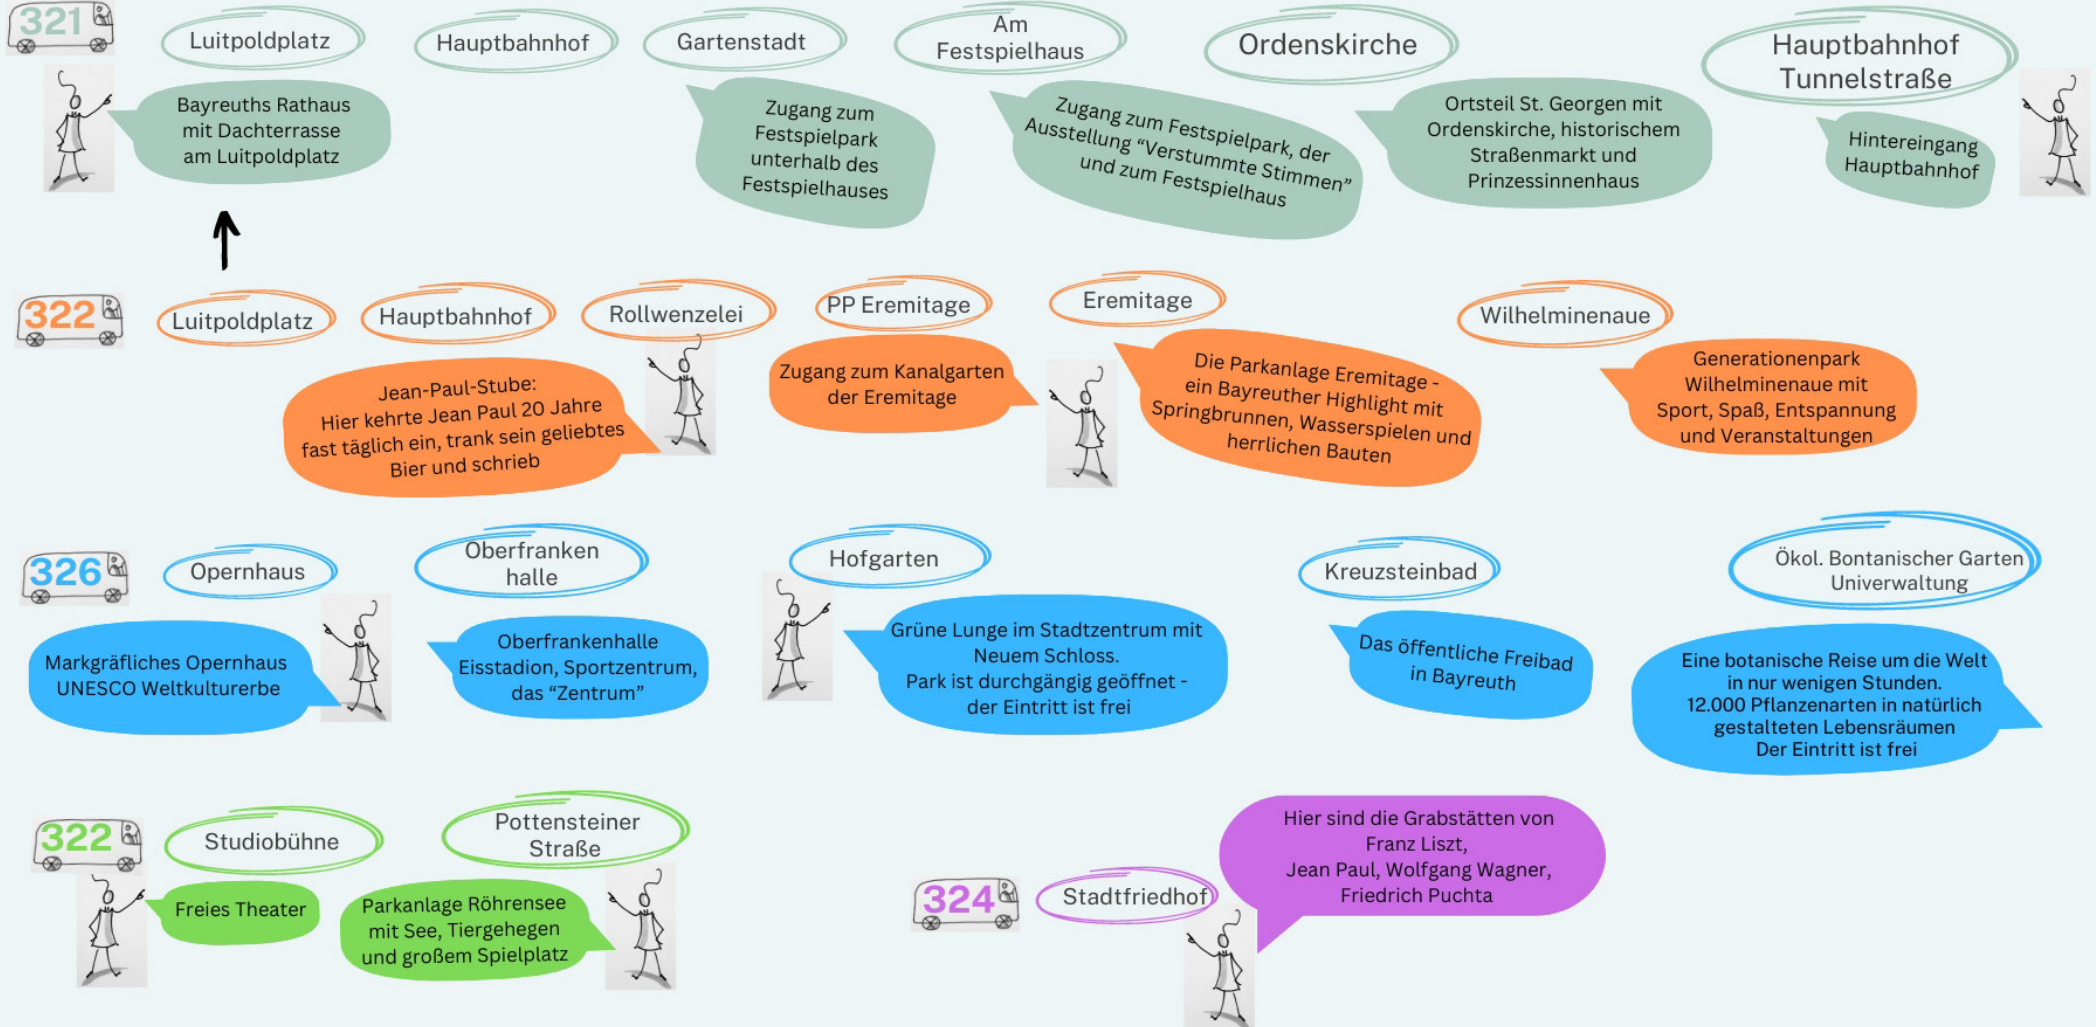 321
Luitpoldplatz
Bayreuths Rathaus
mit Dachterrasse
am Luitpoldplatz
Hauptbahnhof
Gartenstadt
Zugang zum
Festspielpark
unterhalb des
Festspielhauses
Am
Festspielhaus
Zugang zum Festspielpark, der
Ausstellung “Verstummte Stimmen”
und zum Festspielhaus
Ordenskirche
Ortsteil St. Georgen mit
Ordenskirche, historischem
Straßenmarkt und
Prinzessinnenhaus
Hauptbahnhof
Tunnelstraße
Hintereingang
Hauptbahnhof
322
Luitpoldplatz
Hauptbahnhof
Rollwenzelei
Jean-Paul-Stube:
Hier kehrte Jean Paul 20 Jahre
fast täglich ein, trank sein geliebtes
Bier und schrieb
PP Eremitage
Zugang zum Kanalgarten
der Eremitage
Eremitage
Die Parkanlage Eremitage -
ein Bayreuther Highlight mit
Springbrunnen, Wasserspielen und
herrlichen Bauten
Wilhelminenaue
Generationenpark
Wilhelminenaue mit
Sport, Spaß, Entspannung
und Veranstaltungen
326
Opernhaus
Markgräfliches Opernhaus
UNESCO Weltkulturerbe
Oberfranken
halle
Oberfrankenhalle
Eisstadion, Sportzentrum,
das “Zentrum”
Hofgarten
Grüne Lunge im Stadtzentrum mit
Neuem Schloss.
Park ist durchgängig geöffnet -
der Eintritt ist frei
Kreuzsteinbad
Das öffentliche Freibad
in Bayreuth
Ökol. Bontanischer Garten
Univerwaltung
Eine botanische Reise um die Welt
in nur wenigen Stunden.
12.000 Pflanzenarten in natürlich
gestalteten Lebensräumen
Der Eintritt ist frei
322
Studiobühne
Freies Theater
Pottensteiner
Straße
Parkanlage Röhrensee
mit See, Tiergehegen
und großem Spielplatz
324
Stadtfriedhof
Hier sind die Grabstätten von
Franz Liszt,
Jean Paul, Wolfgang Wagner,
Friedrich Puchta